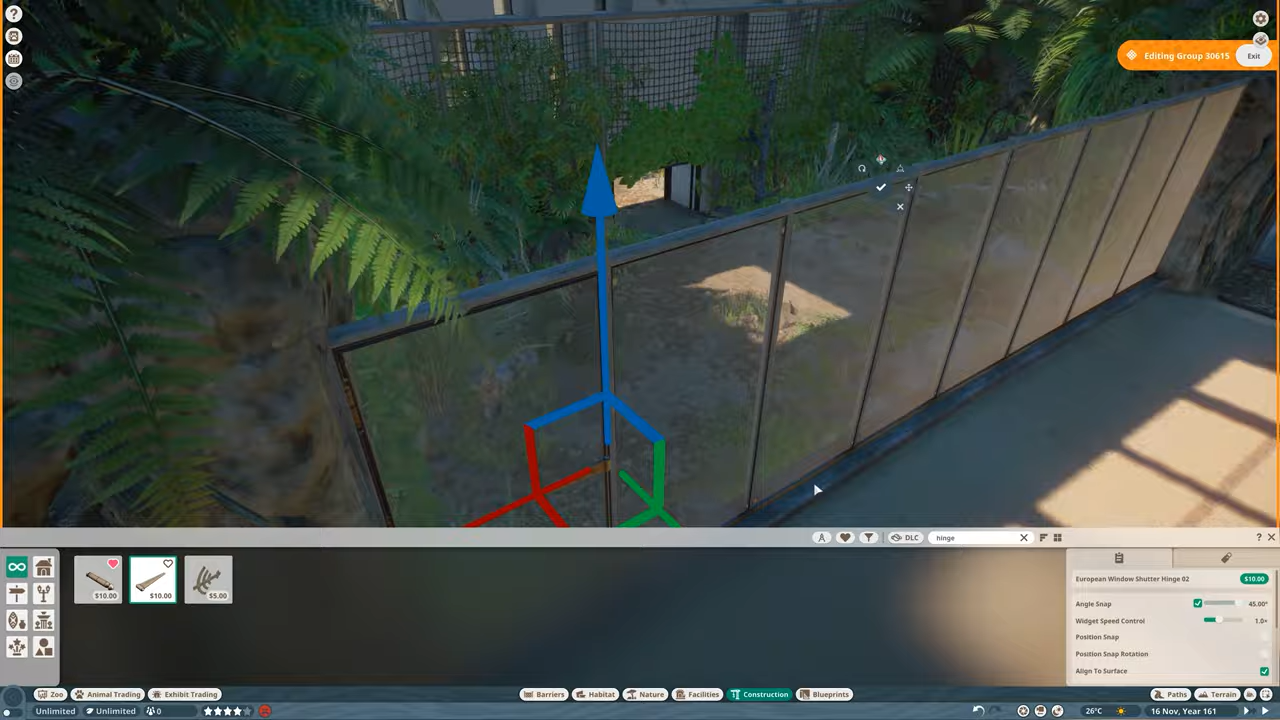 Editing Group 30615
Exit
DLC
hinge
$10.00
$10.00
$5.00
European Window Shutter Hinge 02
$10.00
Angle Snap
45.00°
Widget Speed Control
1.0×
Position Snap
Position Snap Rotation
Align To Surface
Zoo
Animal Trading
Exhibit Trading
Barriers
Habitat
Nature
Facilities
Construction
Blueprints
Paths
Terrain
Unlimited
Unlimited
0
26°C
16 Nov, Year 161